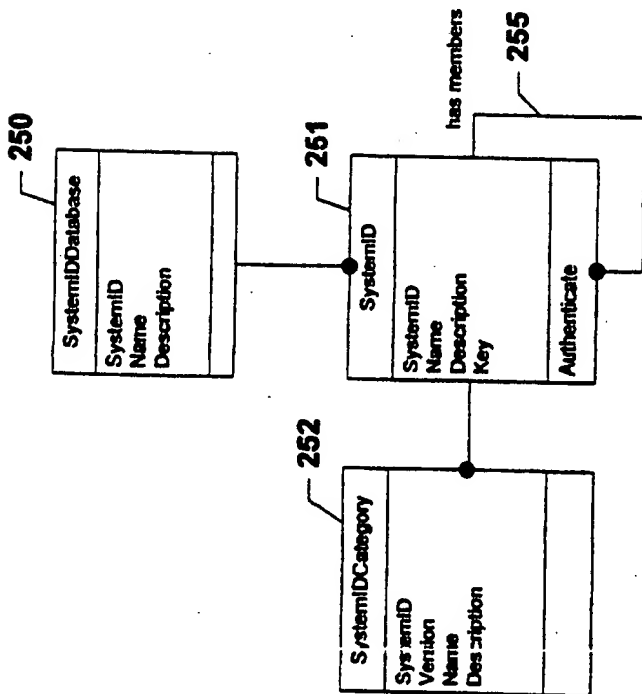 250
SystemIDDatabase
SystemID
Name
Description
251
SystemID
SystemID
Name
Description
Key
Authenticate
has members
255
252
SystemIDCategory
SystemID
Version
Name
Description